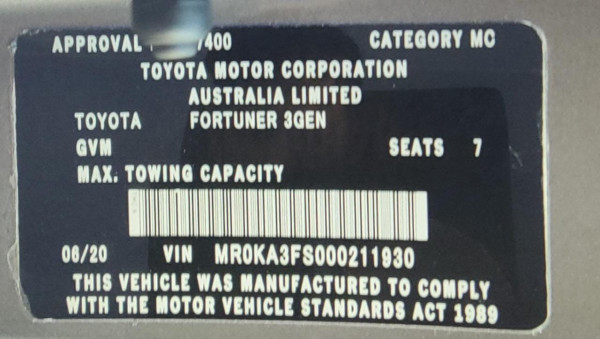 APPROVAL 7400 CATEGORY MC
TOYOTA MOTOR CORPORATION
AUSTRALIA LIMITED
TOYOTA FORTUNER 3GEN
GVM SEATS 7
MAX. TOWING CAPACITY
06/20 VIN MR0KA3FS000211930
THIS VEHICLE WAS MANUFACTURED TO COMPLY
WITH THE MOTOR VEHICLE STANDARDS ACT 1989